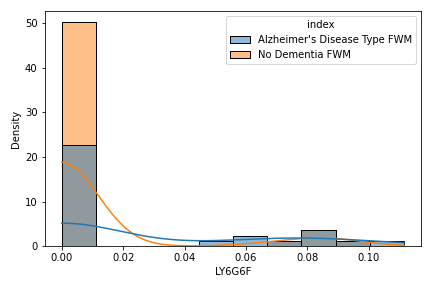 index
Alzheimer's Disease Type FWM
No Dementia FWM
50
40
30
20
10
0
Density
0.00 0.02 0.04 0.06 0.08 0.10
LY6G6F